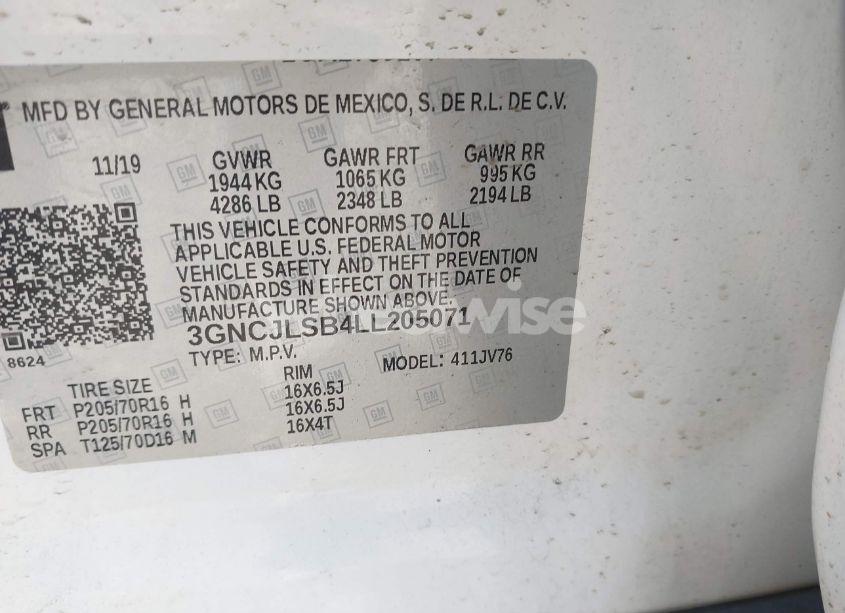 MFD BY GENERAL MOTORS DE MEXICO, S. DE R.L. DE C.V.
11/19 GVWR GAWR FRT GAWR RR
1944 KG 1065 KG 995 KG
4286 LB 2348 LB 2194 LB
THIS VEHICLE CONFORMS TO ALL
APPLICABLE U.S. FEDERAL MOTOR
VEHICLE SAFETY AND THEFT PREVENTION
STANDARDS IN EFFECT ON THE DATE OF
MANUFACTURE SHOWN ABOVE.
3GNCJLSB4LL205071
8624
TYPE: M.P.V. MODEL: 411JV76
TIRE SIZE RIM
FRT P205/70R16 H 16X6.5J
RR P205/70R16 H 16X6.5J
SPA T125/70D16 M 16X4T